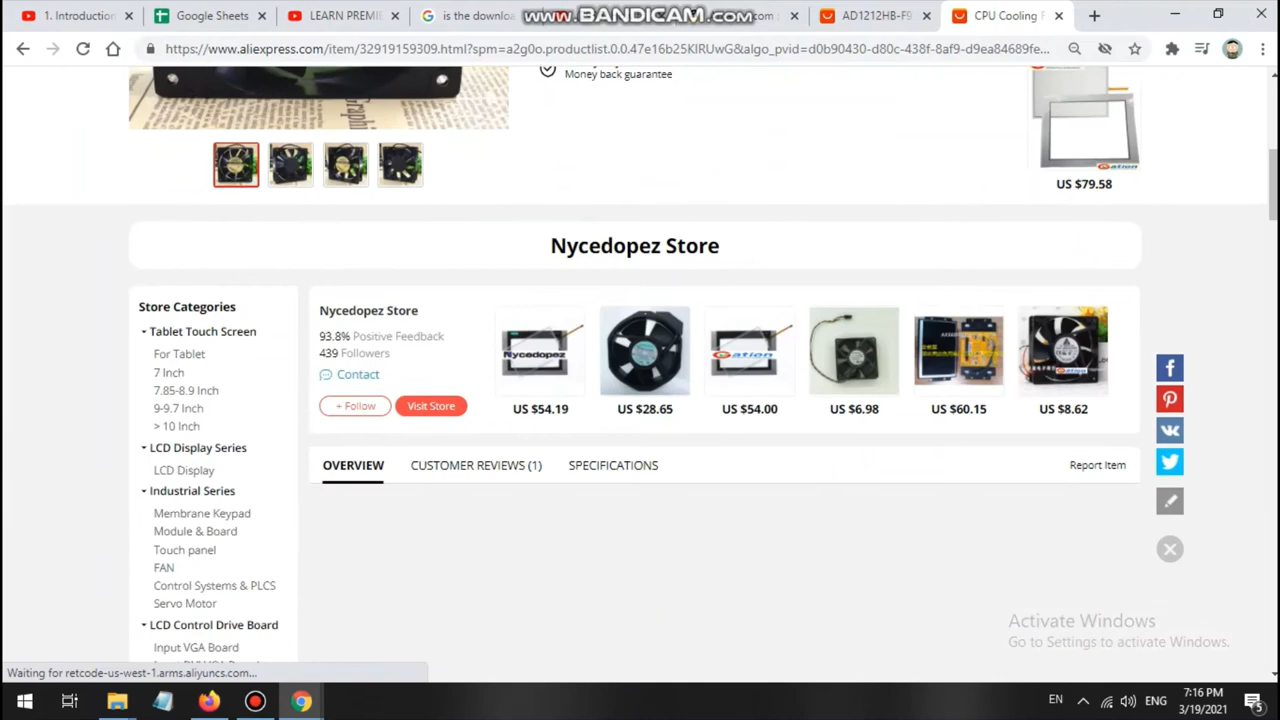 1. Introduction
Google Sheets
LEARN PREMIE
is the downlo
www.BANDICAM.com
AD1212HB-F9
CPU Cooling F
https://www.aliexpress.com/item/32919159309.html?spm=a2g0o.productlist.0.0.47e16b25KIRUwG&algo_pvid=d0b90430-d80c-438f-8af9-d9ea84689fe...
Money back guarantee
US $79.58
Nycedopez Store
Store Categories
Tablet Touch Screen
For Tablet
7 Inch
7.85-8.9 Inch
9-9.7 Inch
> 10 Inch
LCD Display Series
LCD Display
Industrial Series
Membrane Keypad
Module & Board
Touch panel
FAN
Control Systems & PLCS
Servo Motor
LCD Control Drive Board
Input VGA Board
Nycedopez Store
93.8% Positive Feedback
439 Followers
Contact
+ Follow
Visit Store
Nycedopez
US $54.19
US $28.65
US $54.00
US $6.98
US $60.15
US $8.62
OVERVIEW
CUSTOMER REVIEWS (1)
SPECIFICATIONS
Report Item
Activate Windows
Go to Settings to activate Windows.
Waiting for retcode-us-west-1.arms.aliyuncs.com...
EN
ENG
7:16 PM
3/19/2021
5